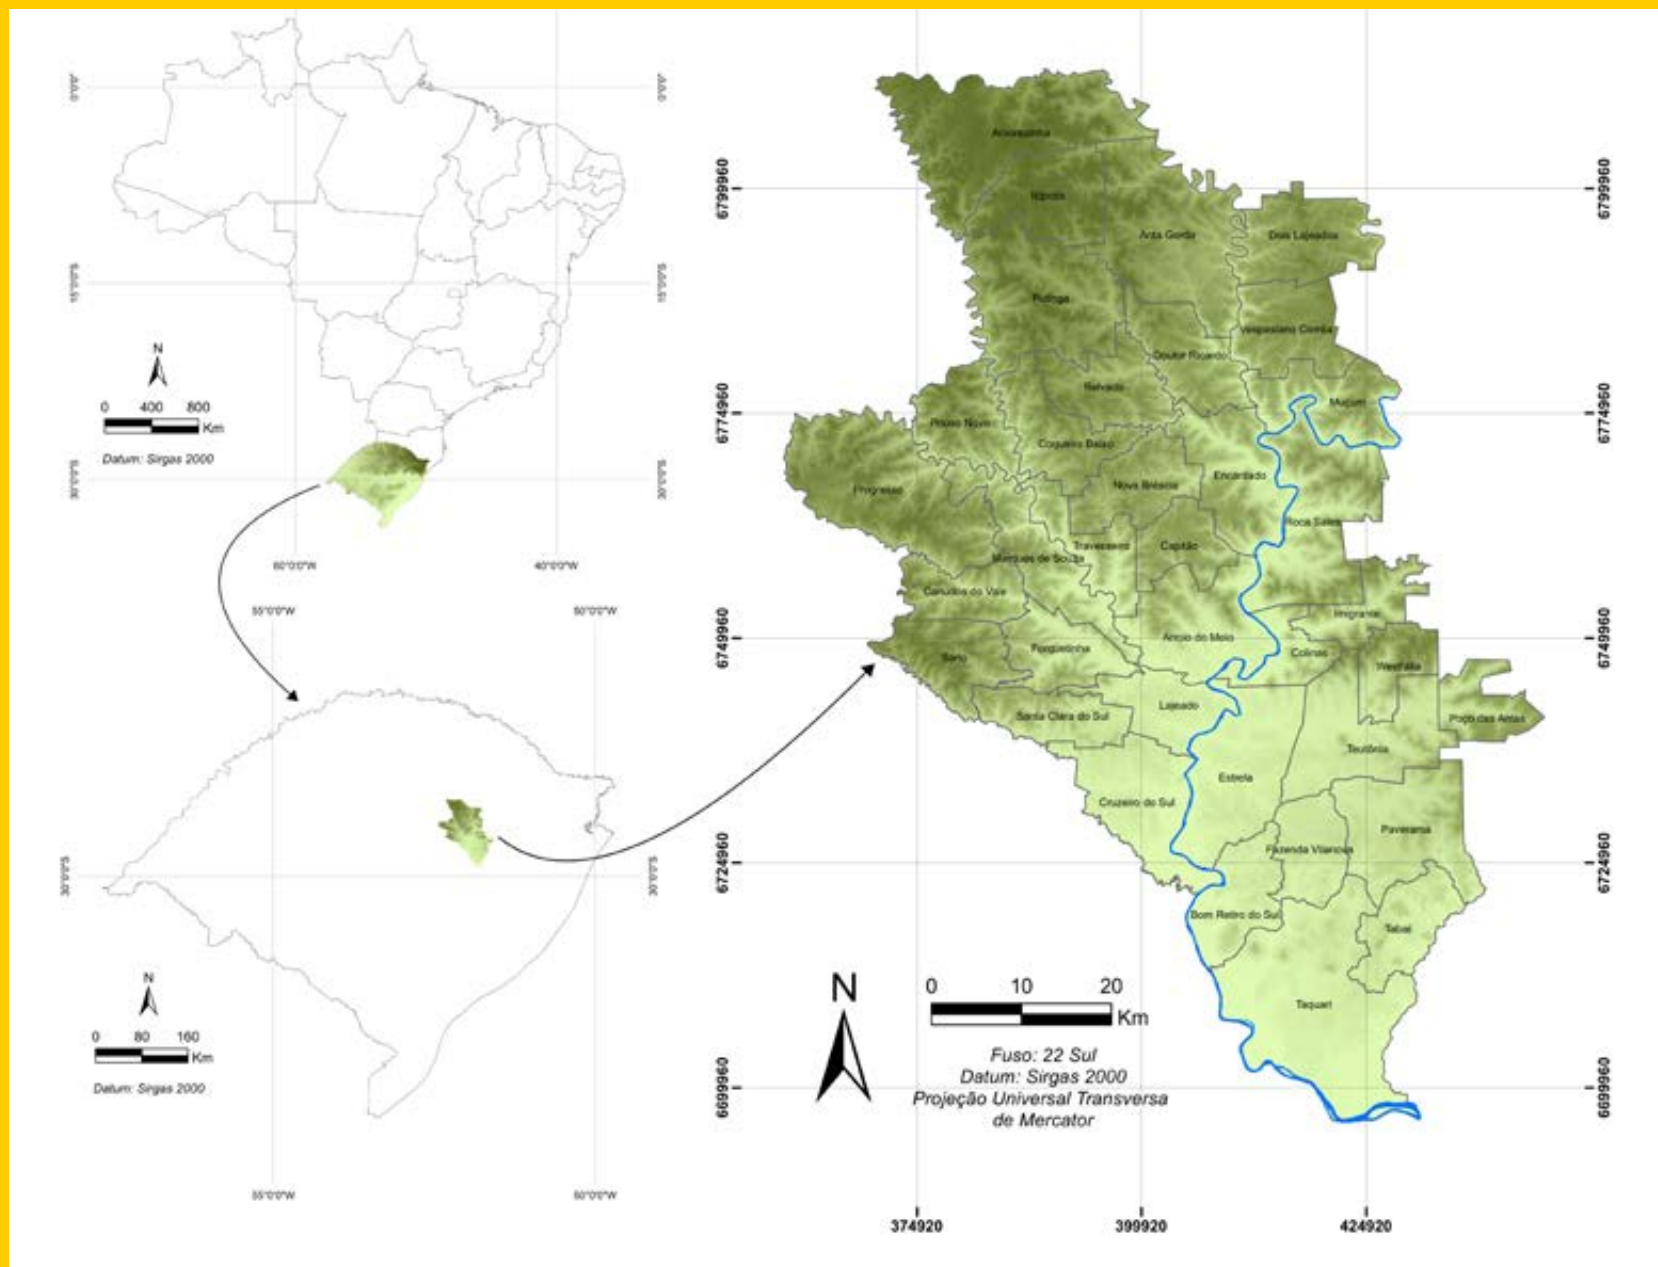 0°0'0"
0°0'0"
15°0'0"S
15°0'0"S
N
0 400 800
Km
Datum: Sirgas 2000
30°0'0"S
30°0'0"S
60°0'0"W
40°0'0"W
55°0'0"W
50°0'0"W
30°0'0"S
30°0'0"S
N
0 80 160
Km
Datum: Sirgas 2000
55°0'0"W
50°0'0"W
6799960
6799960
Arvorezinha
Ilópolis
Anta Gorda
Dois Lajeados
Putinga
Vespasiano Corrêa
Doutor Ricardo
Relvado
Muçum
6774960
6774960
Pouso Novo
Coqueiro Baixo
Encantado
Nova Bréscia
Progresso
Roca Sales
Travesseiro
Capitão
Marques de Souza
Canudos do Vale
Imigrante
6749960
6749960
Arroio do Meio
Forquetinha
Colinas
Sério
Westfália
Lajeado
Santa Clara do Sul
Poço das Antas
Teutônia
Estrela
Cruzeiro do Sul
Paverama
Fazenda Vilanova
6724960
6724960
Bom Retiro do Sul
Tabaí
Taquari
N
0 10 20
Km
Fuso: 22 Sul
Datum: Sirgas 2000
Projeção Universal Transversa
de Mercator
6699960
6699960
374920
399920
424920